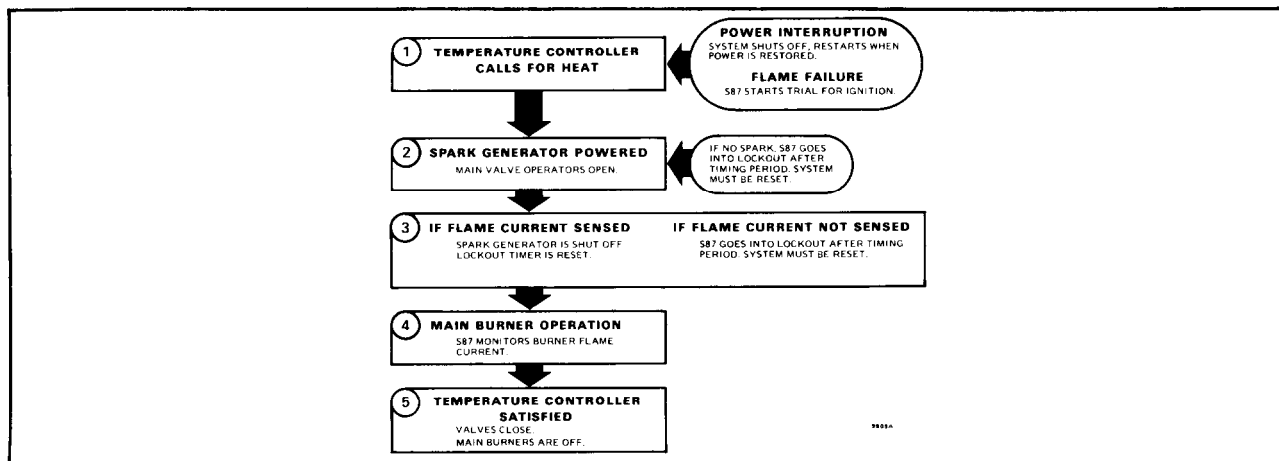 1
TEMPERATURE CONTROLLER
CALLS FOR HEAT
POWER INTERRUPTION
SYSTEM SHUTS OFF, RESTARTS WHEN
POWER IS RESTORED.
FLAME FAILURE
S87 STARTS TRIAL FOR IGNITION.
2
SPARK GENERATOR POWERED
MAIN VALVE OPERATORS OPEN.
IF NO SPARK, S87 GOES
INTO LOCKOUT AFTER
TIMING PERIOD. SYSTEM
MUST BE RESET.
3
IF FLAME CURRENT SENSED
SPARK GENERATOR IS SHUT OFF
LOCKOUT TIMER IS RESET.
IF FLAME CURRENT NOT SENSED
S87 GOES INTO LOCKOUT AFTER TIMING
PERIOD. SYSTEM MUST BE RESET.
4
MAIN BURNER OPERATION
S87 MONITORS BURNER FLAME
CURRENT.
5
TEMPERATURE CONTROLLER
SATISFIED
VALVES CLOSE.
MAIN BURNERS ARE OFF.